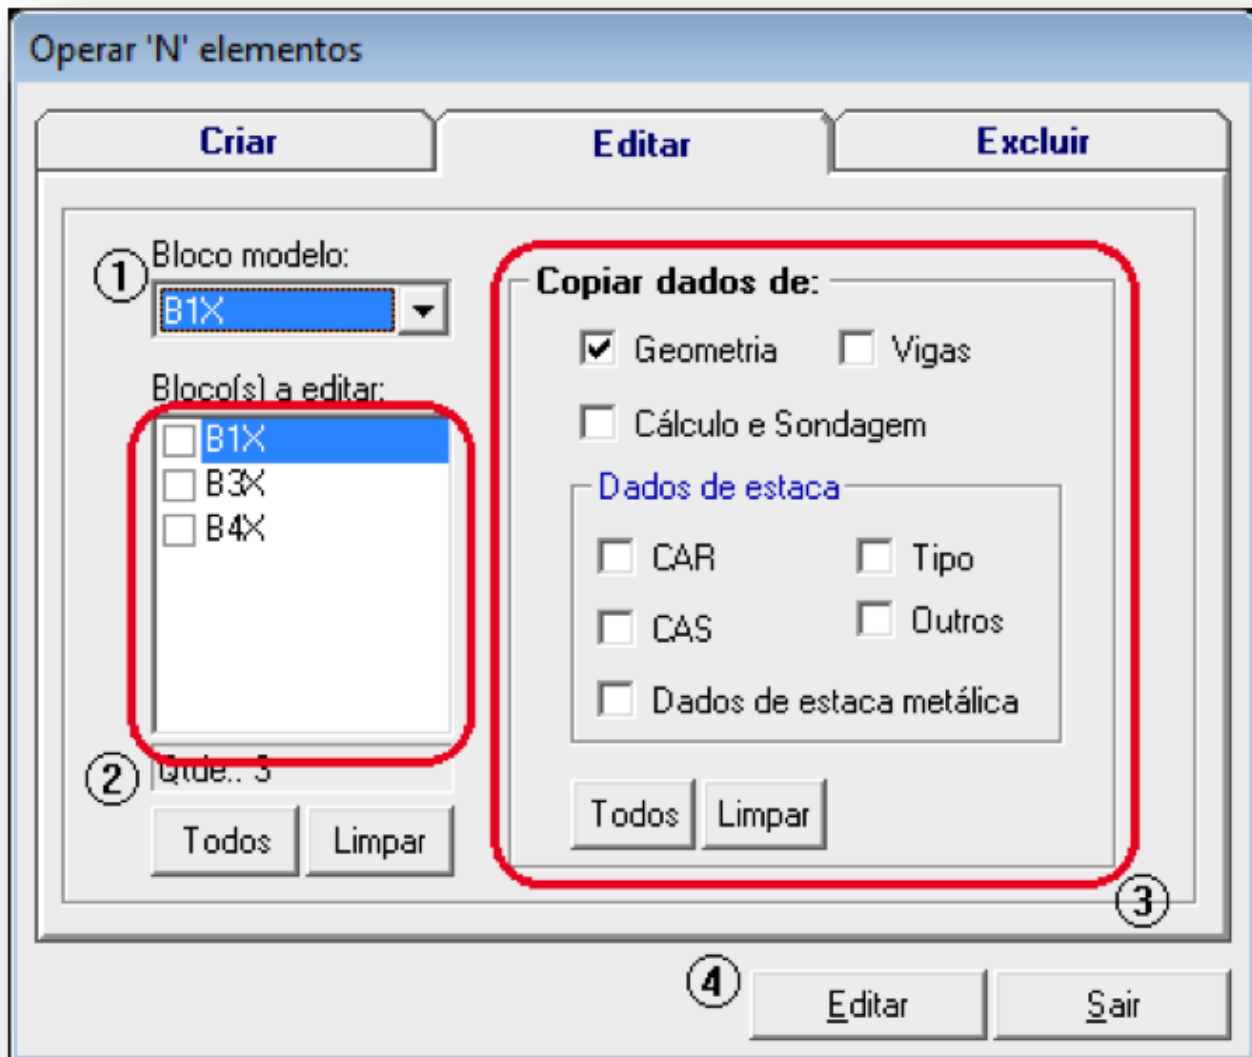 Operar 'N' elementos
Criar Editar Excluir
① Bloco modelo:
B1X
Bloco(s) a editar:
B1X
B3X
B4X
② Qtde.: 3
Todos Limpar
Copiar dados de:
Geometria Vigas
Cálculo e Sondagem
Dados de estaca
CAR Tipo
CAS Outros
Dados de estaca metálica
Todos Limpar
③
④ Editar Sair